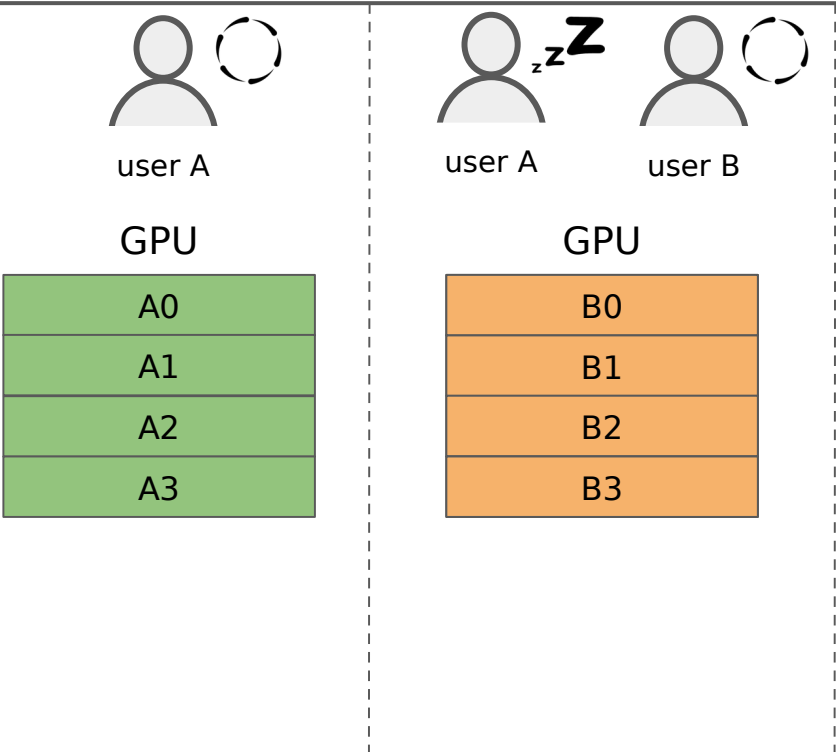 user A
GPU
A0
A1
A2
A3
z z Z
user A
user B
GPU
B0
B1
B2
B3